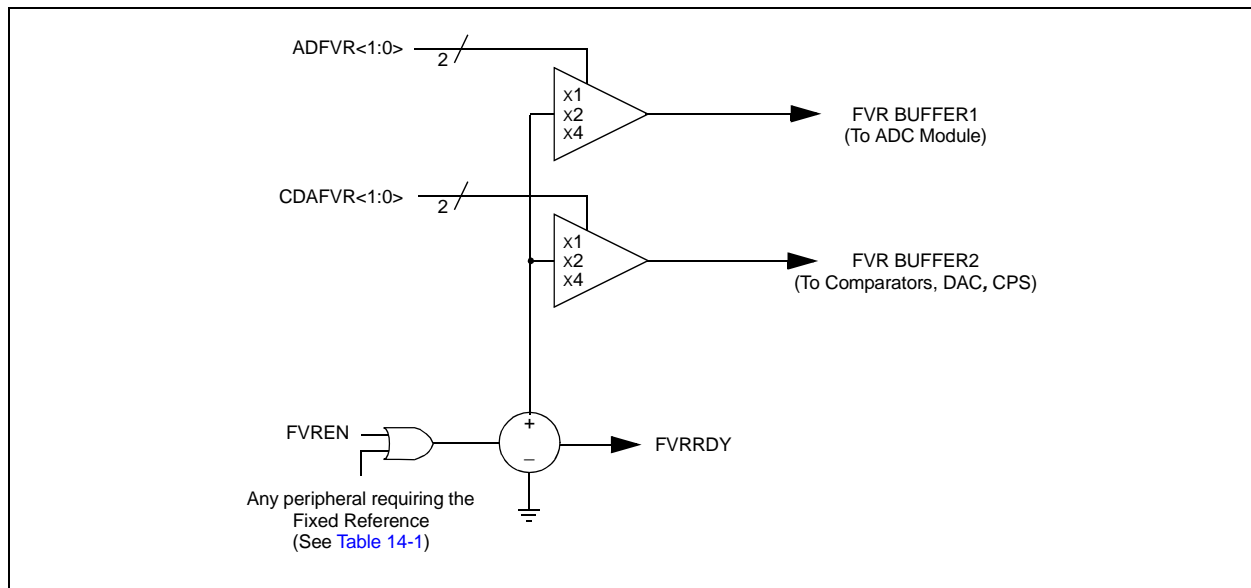 ADFVR<1:0>
2
x1
x2
x4
FVR BUFFER1
(To ADC Module)
CDAFVR<1:0>
2
x1
x2
x4
FVR BUFFER2
(To Comparators, DAC, CPS)
FVREN
+
_
FVRRDY
Any peripheral requiring the
Fixed Reference
(See Table 14-1)